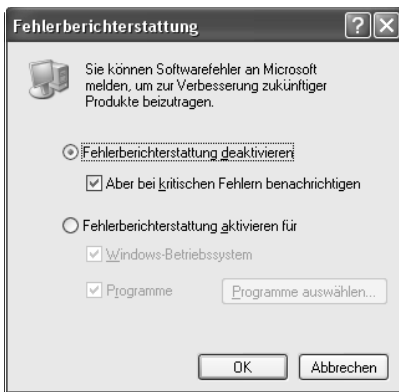 Fehlerberichterstattung
Sie können Softwarefehler an Microsoft
melden, um zur Verbesserung zukünftiger
Produkte beizutragen.
Fehlerberichterstattung deaktivieren
Aber bei kritischen Fehlern benachrichtigen
Fehlerberichterstattung aktivieren für
Windows-Betriebssystem
Programme
Programme auswählen...
OK
Abbrechen